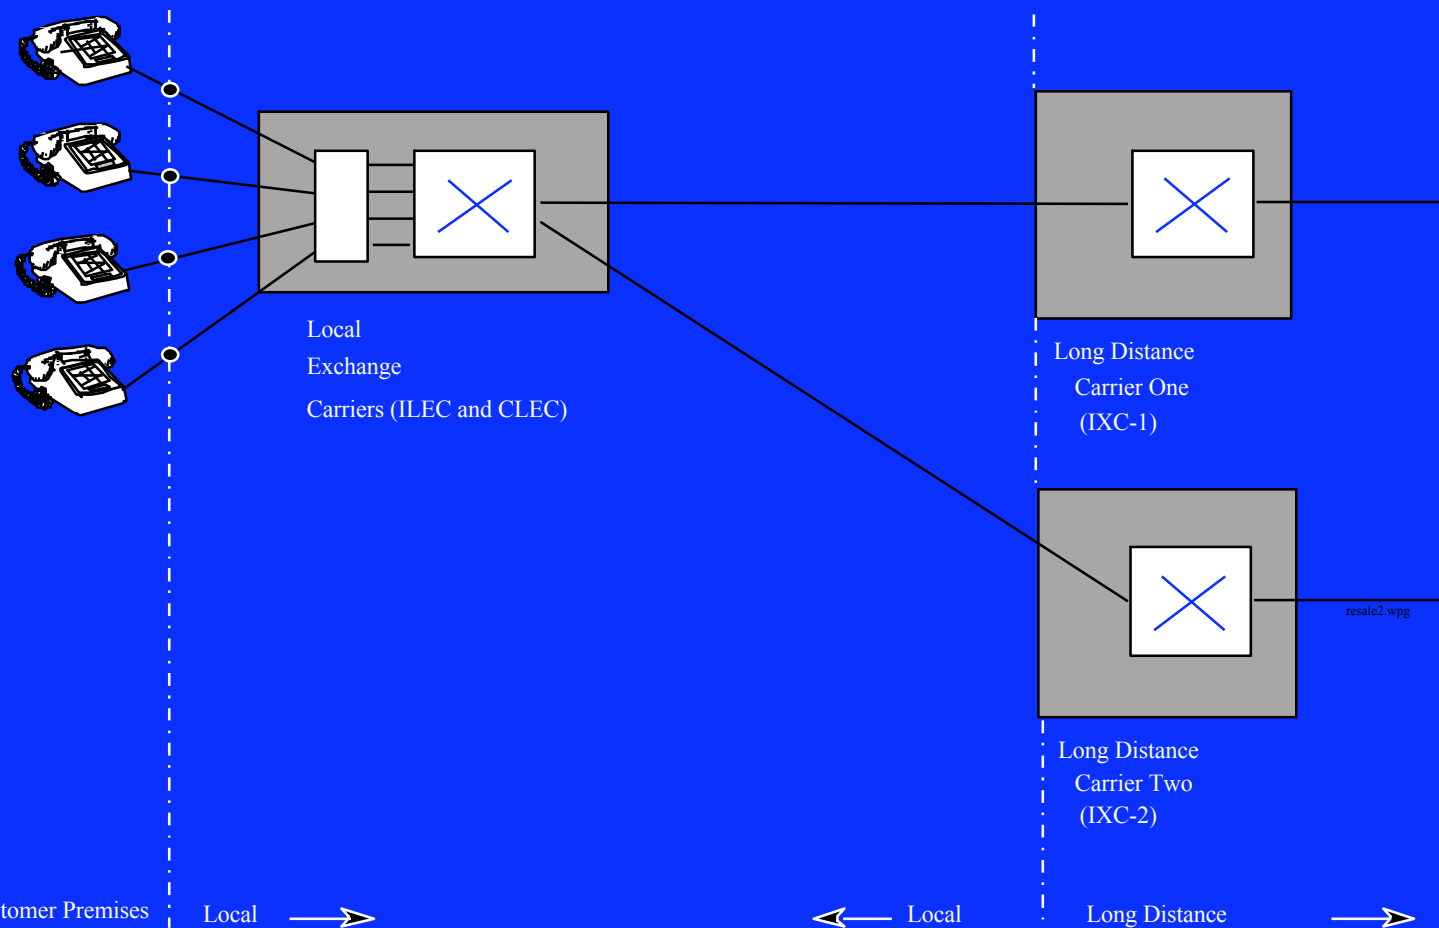 Local
Exchange
Carriers (ILEC and CLEC)
Long Distance
Carrier One
(IXC-1)
resale2.wpg
Long Distance
Carrier Two
(IXC-2)
tomer Premises
Local
Local
Long Distance